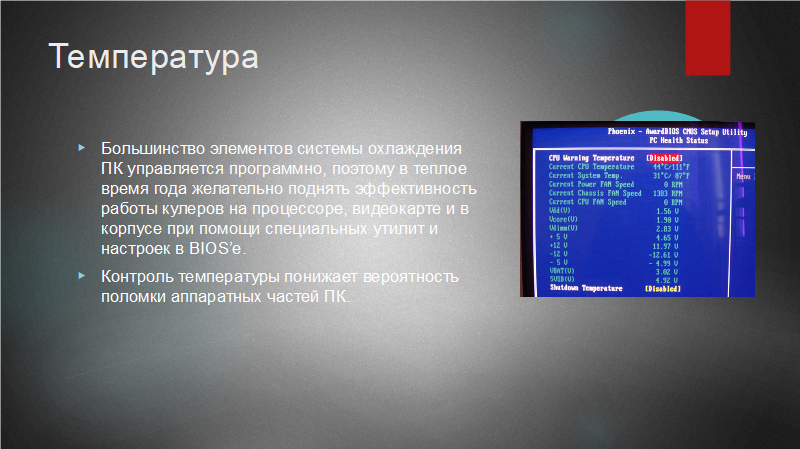 Температура
Большинство элементов системы охлаждения
ПК управляется программно, поэтому в теплое
время года желательно поднять эффективность
работы кулеров на процессоре, видеокарте и в
корпусе при помощи специальных утилит и
настроек в BIOS’е.
Контроль температуры понижает вероятность
поломки аппаратных частей ПК.
Phoenix - AwardBIOS CMOS Setup Utility
PC Health Status
CPU Warning Temperature [Disabled]
Current CPU Temperature 44°C/111°F
Current System Temp. 31°C/ 87°F
Current Power FAN Speed 0 RPM
Current Chassis FAN Speed 1383 RPM
Current CPU FAN Speed 0 RPM
Vdd(V) 1.56 V
Vcore(V) 1.90 V
Vdimm(V) 2.83 V
+ 5 V 4.65 V
+12 V 11.97 V
-12 V -12.61 V
- 5 V - 4.99 V
VBAT(V) 3.02 V
5VSB(V) 4.92 V
Shutdown Temperature [Disabled]
Menu